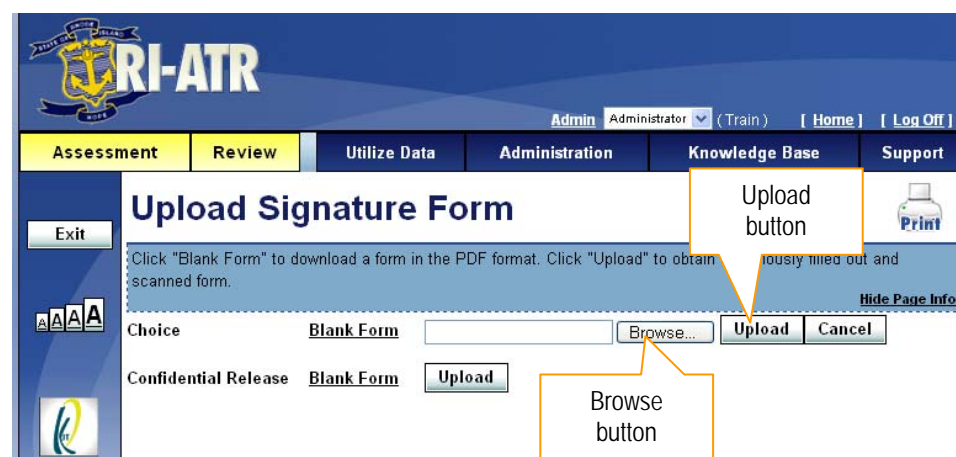 RI-ATR
Admin Administrator (Train) [ Home ] [ Log Off ]
Assessment Review Utilize Data Administration Knowledge Base Support
Exit
Upload Signature Form
Upload
button
Print
Click "Blank Form" to download a form in the PDF format. Click "Upload" to obtain filled out and
scanned form.
Hide Page Info
A A A A
Choice Blank Form Browse... Upload Cancel
Confidential Release Blank Form Upload
Browse
button
HOPE